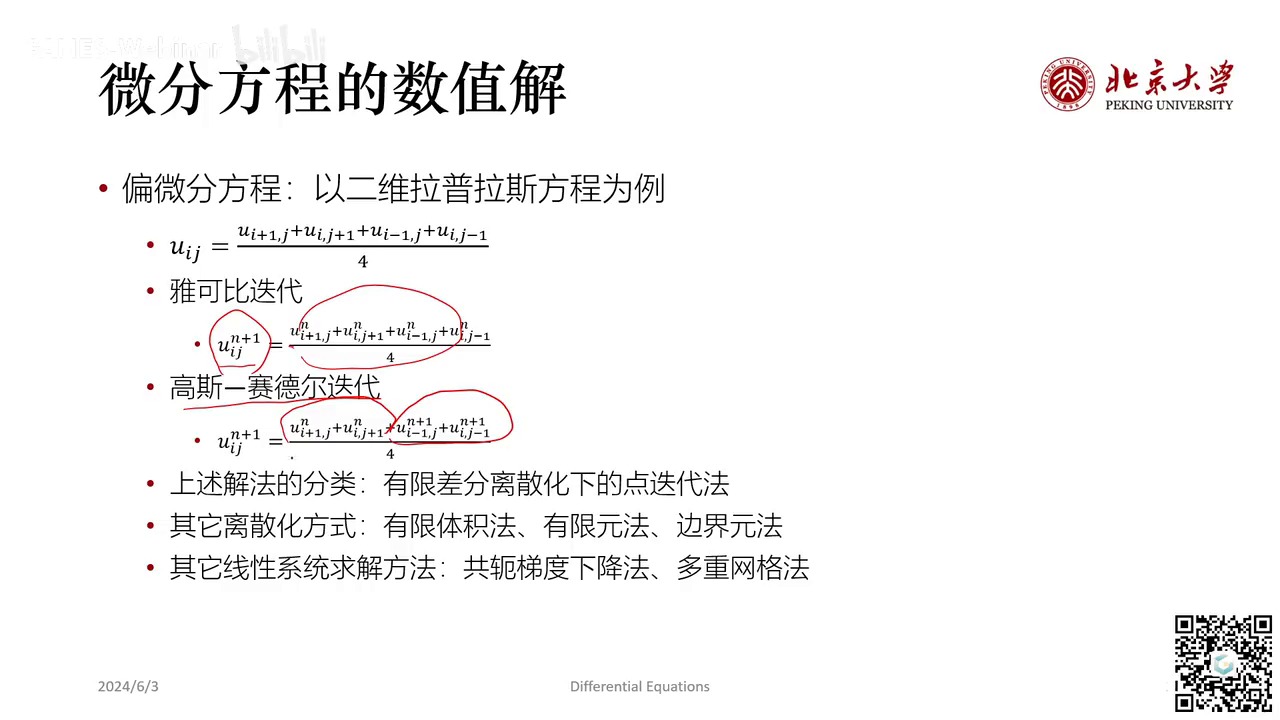 bilibili
微分方程的数值解
北京大学
PEKING UNIVERSITY
• 偏微分方程：以二维拉普拉斯方程为例
• u_{ij} = \frac{u_{i+1,j}+u_{i,j+1}+u_{i-1,j}+u_{i,j-1}}{4}
• 雅可比迭代
• u_{ij}^{n+1} = \frac{u_{i+1,j}^{n}+u_{i,j+1}^{n}+u_{i-1,j}^{n}+u_{i,j-1}^{n}}{4}
• 高斯—赛德尔迭代
• u_{ij}^{n+1} = \frac{u_{i+1,j}^{n}+u_{i,j+1}^{n}+u_{i-1,j}^{n+1}+u_{i,j-1}^{n+1}}{4}
• 上述解法的分类：有限差分离散化下的点迭代法
• 其它离散化方式：有限体积法、有限元法、边界元法
• 其它线性系统求解方法：共轭梯度下降法、多重网格法
2024/6/3
Differential Equations